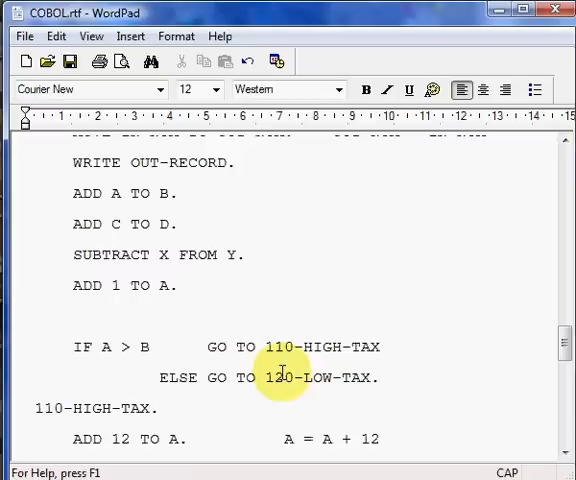 COBOL.rtf - WordPad
File Edit View Insert Format Help
Courier New 12 Western B I U
1 2 3 4 5 6 7 8 9 10 11 12 13 14 15
WRITE OUT-RECORD.
ADD A TO B.
ADD C TO D.
SUBTRACT X FROM Y.
ADD 1 TO A.
IF A > B GO TO 110-HIGH-TAX
ELSE GO TO 120-LOW-TAX.
110-HIGH-TAX.
ADD 12 TO A. A = A + 12
For Help, press F1 CAP